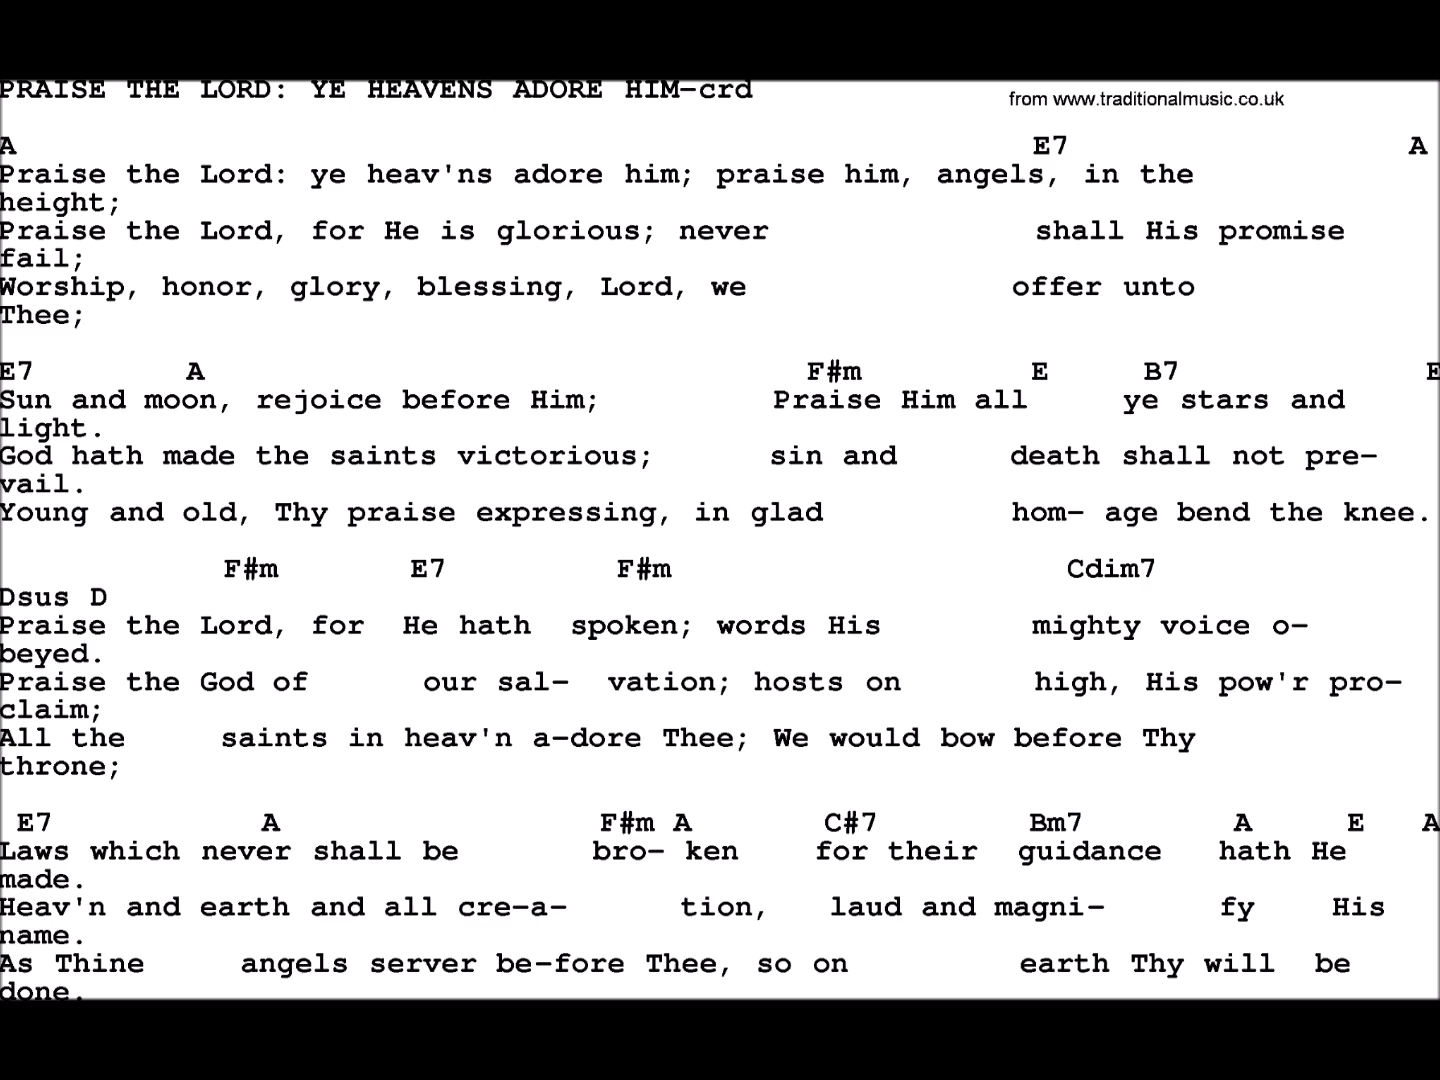 PRAISE THE LORD: YE HEAVENS ADORE HIM-crd
from www.traditionalmusic.co.uk
A E7 A
Praise the Lord: ye heav'ns adore him; praise him, angels, in the
height;
Praise the Lord, for He is glorious; never shall His promise
fail;
Worship, honor, glory, blessing, Lord, we offer unto
Thee;
E7 A F#m E B7 E
Sun and moon, rejoice before Him; Praise Him all ye stars and
light.
God hath made the saints victorious; sin and death shall not pre-
vail.
Young and old, Thy praise expressing, in glad hom- age bend the knee.
F#m E7 F#m Cdim7
Dsus D
Praise the Lord, for He hath spoken; words His mighty voice o-
beyed.
Praise the God of our sal- vation; hosts on high, His pow'r pro-
claim;
All the saints in heav'n a-dore Thee; We would bow before Thy
throne;
E7 A F#m A C#7 Bm7 A E A
Laws which never shall be bro- ken for their guidance hath He
made.
Heav'n and earth and all cre-a- tion, laud and magni- fy His
name.
As Thine angels server be-fore Thee, so on earth Thy will be
done.